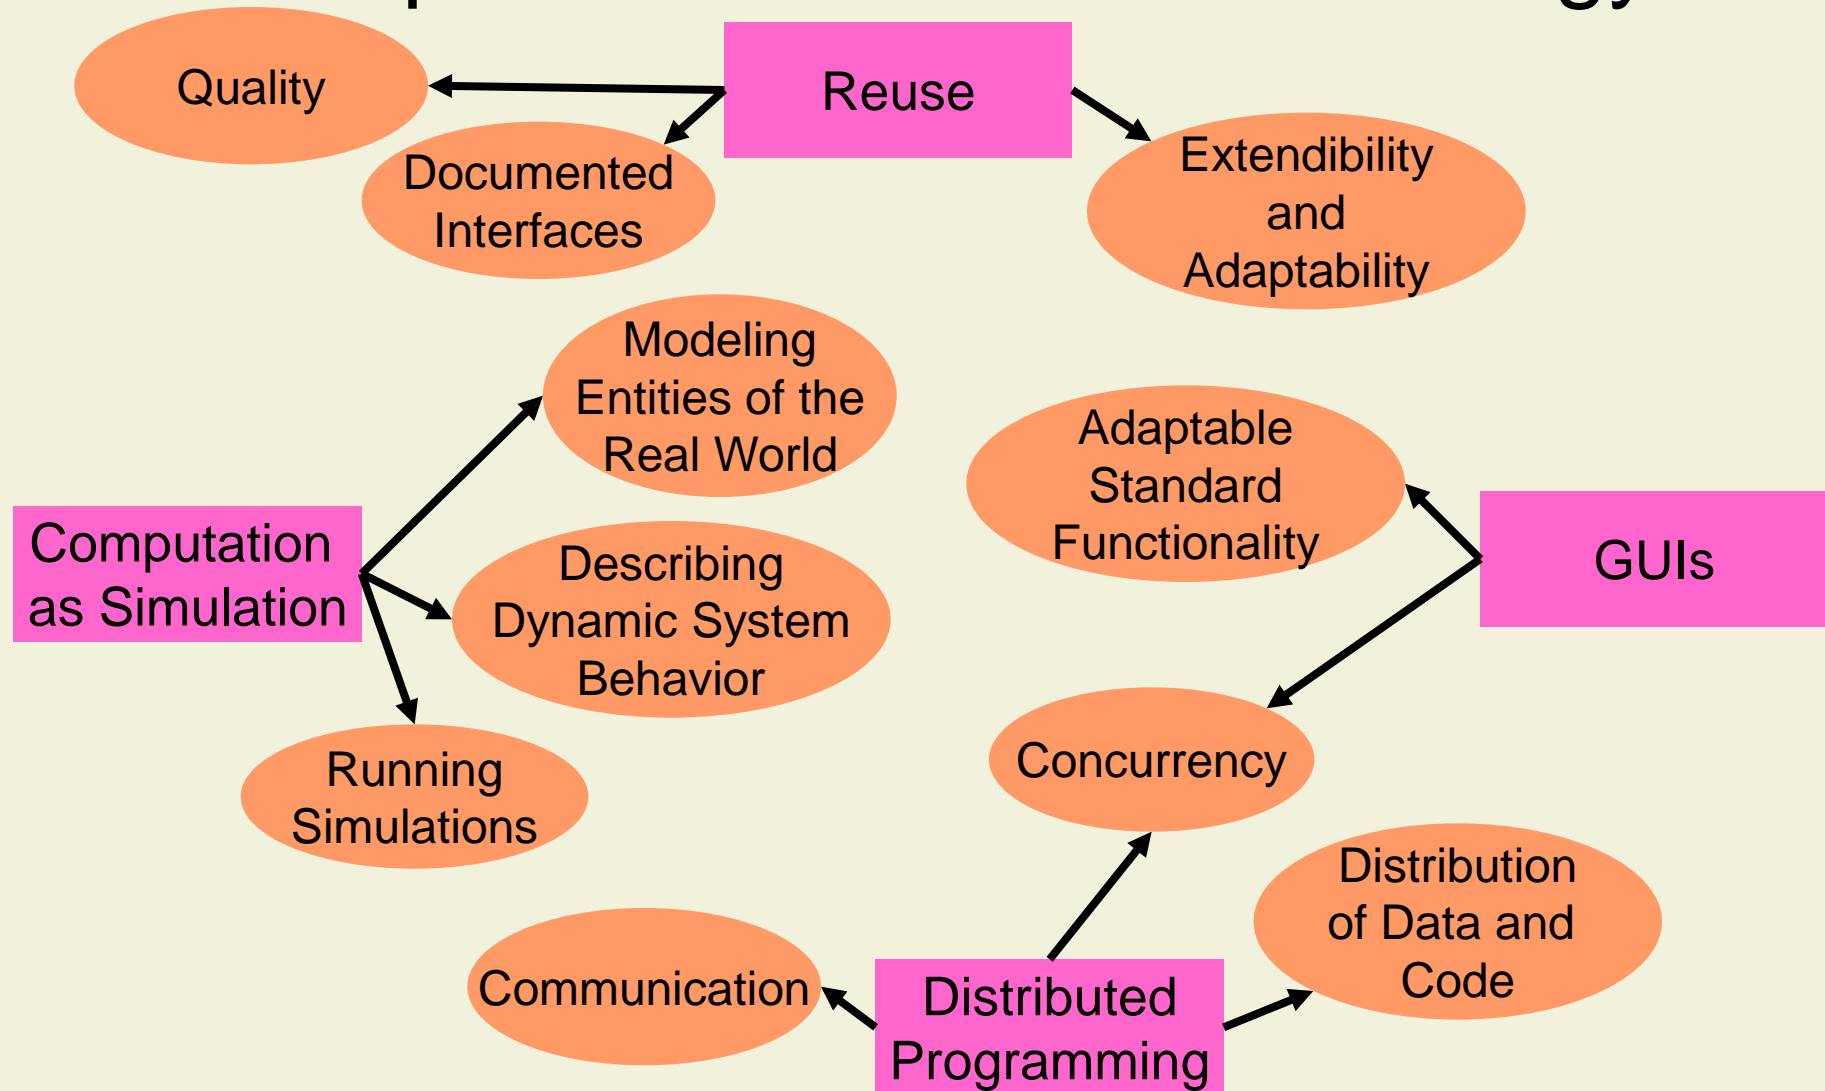 Quality
Reuse
Documented
Interfaces
Extendibility
and
Adaptability
Modeling
Entities of the
Real World
Adaptable
Standard
Functionality
Computation
as Simulation
Describing
Dynamic System
Behavior
GUIs
Running
Simulations
Concurrency
Distribution
of Data and
Code
Communication
Distributed
Programming